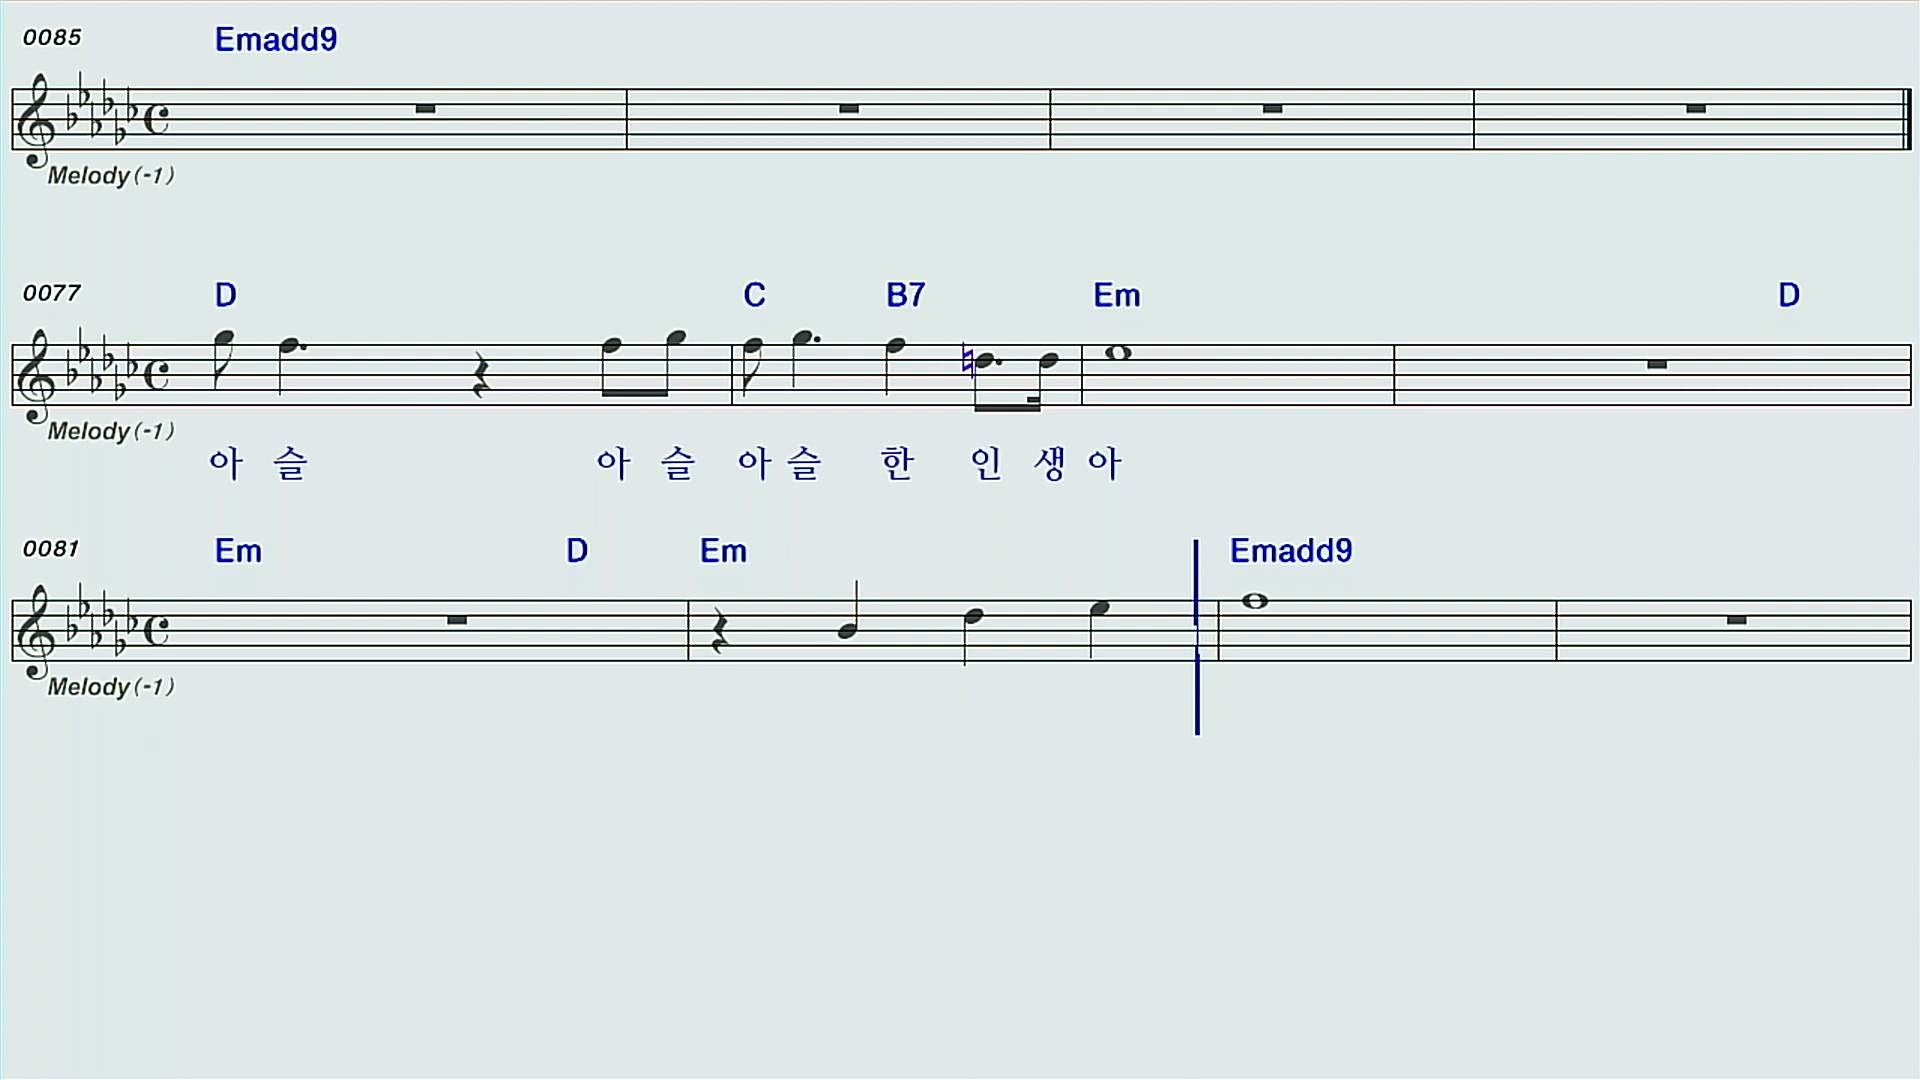 0085 Emadd9
Melody(-1)
0077 D C B7 Em D
Melody(-1)
아 슬 아 슬 아 슬 한 인 생 아
0081 Em D Em Emadd9
Melody(-1)